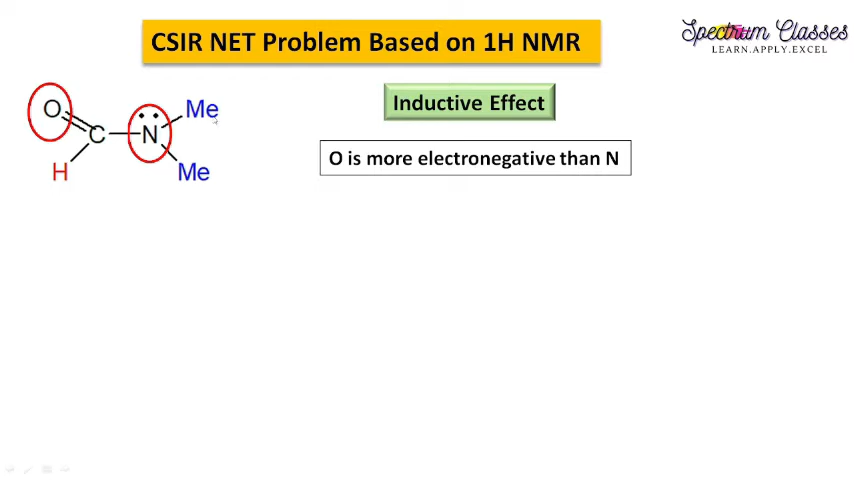 CSIR NET Problem Based on 1H NMR
Spectrum Classes
LEARN.APPLY.EXCEL
Inductive Effect
O is more electronegative than N
O
Me
C
N
H
Me